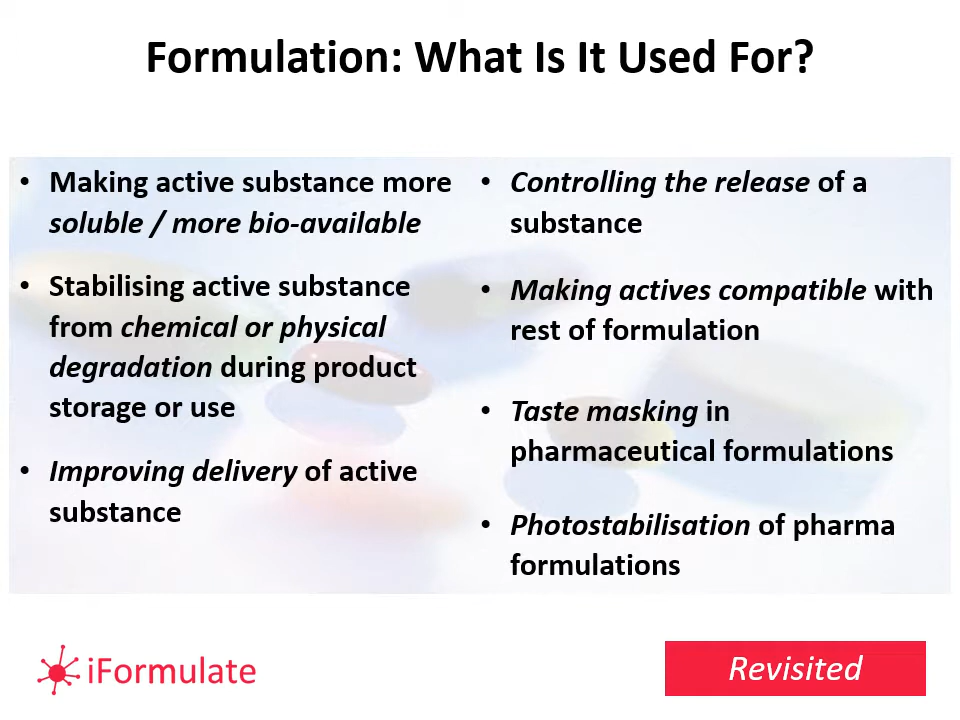 Formulation: What Is It Used For?
• Making active substance more
soluble / more bio-available
• Stabilising active substance
from chemical or physical
degradation during product
storage or use
• Improving delivery of active
substance
• Controlling the release of a
substance
• Making actives compatible with
rest of formulation
• Taste masking in
pharmaceutical formulations
• Photostabilisation of pharma
formulations
iFormulate
Revisited